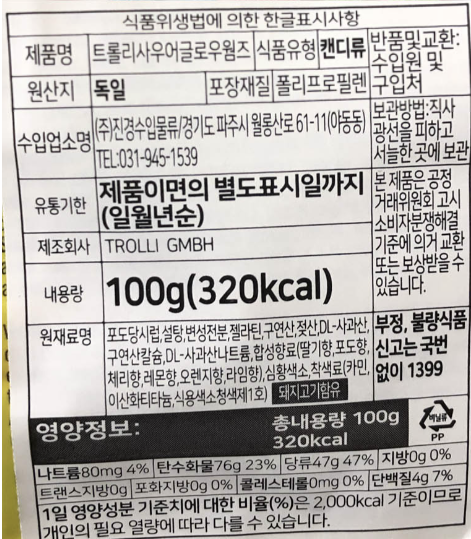 식품위생법에 의한 한글표시사항
제품명 트롤리사우어글로우웜즈 식품유형 캔디류
반품및교환:
수입원 및
구입처
원산지 독일 포장재질 폴리프로필렌
수입업소명 (주)진경수입물류/경기도 파주시 월롱산로 61-11(야동동)
TEL:031-945-1539
보관방법:직사
광선을 피하고
서늘한 곳에 보관
유통기한 제품이면의 별도표시일까지
(일월년순)
본 제품은 공정
거래위원회 고시
소비자분쟁해결
기준에 의거 교환
또는 보상받을 수
있습니다.
제조회사 TROLLI GMBH
내용량 100g(320kcal)
원재료명 포도당시럽,설탕,변성전분,젤라틴,구연산,젖산,DL-사과산,
구연산칼슘,DL-사과산나트륨,합성향료(딸기향,포도향,
체리향,레몬향,오렌지향,라임향),심황색소,착색료(카민,
이산화티타늄,식용색소청색제1호) 돼지고기함유
부정, 불량식품
신고는 국번
없이 1399
영양정보: 총내용량 100g
320kcal
비닐류
PP
나트륨80mg 4% 탄수화물76g 23% 당류47g 47% 지방0g 0%
트랜스지방0g 포화지방0g 0% 콜레스테롤0mg 0% 단백질4g 7%
1일 영양성분 기준치에 대한 비율(%)은 2,000kcal 기준이므로
개인의 필요 열량에 따라 다를 수 있습니다.